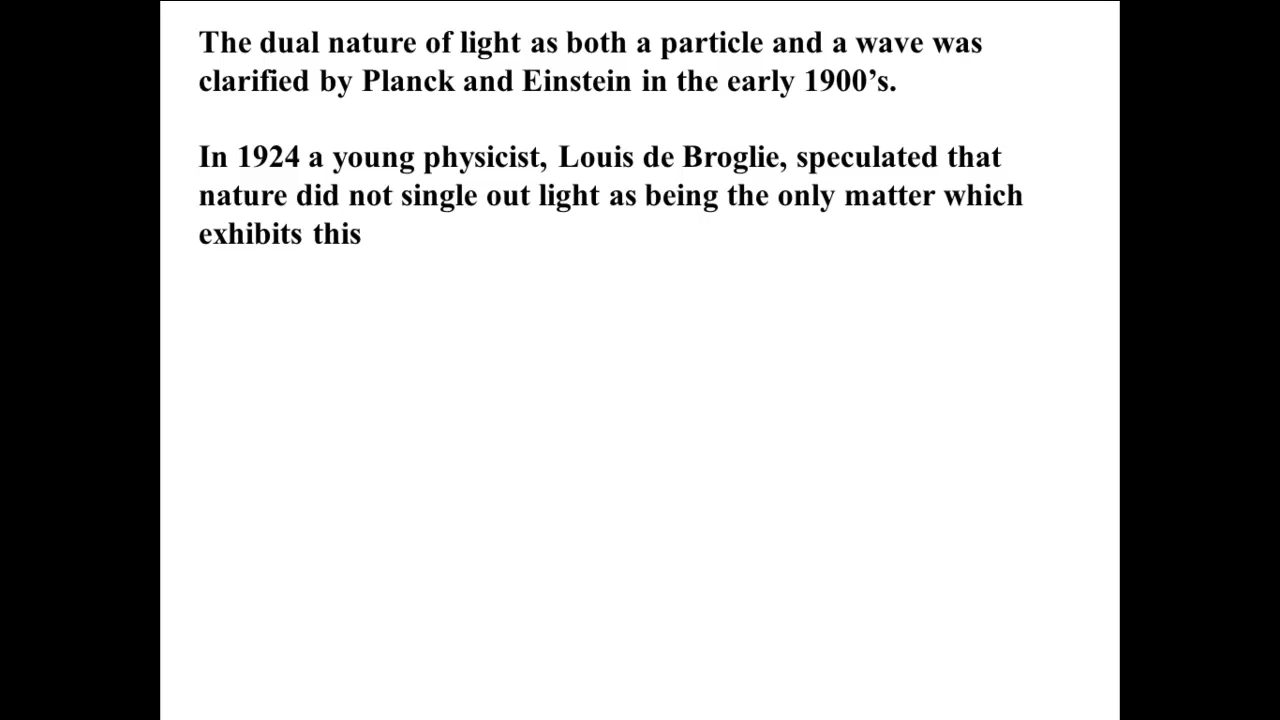 The dual nature of light as both a particle and a wave was
clarified by Planck and Einstein in the early 1900’s.
In 1924 a young physicist, Louis de Broglie, speculated that
nature did not single out light as being the only matter which
exhibits this